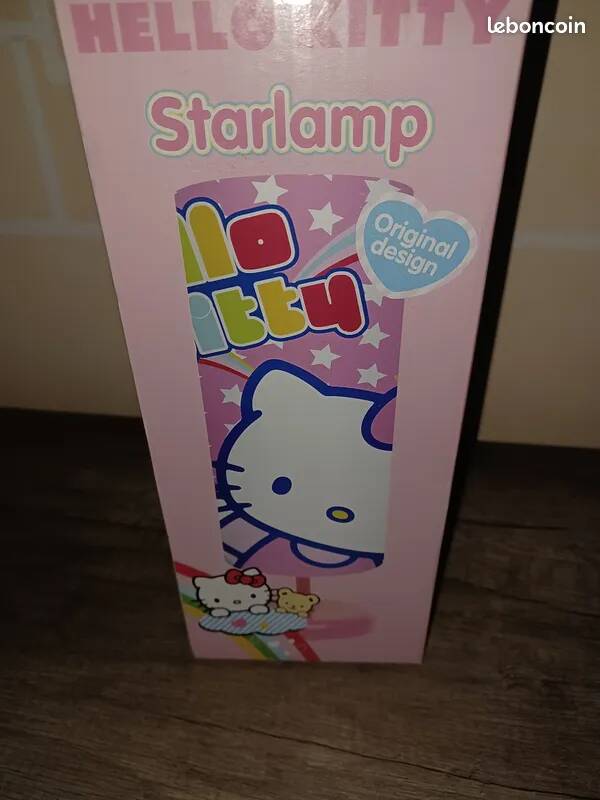 HELLO KITTY
leboncoin
Starlamp
Original
design
llo
itty